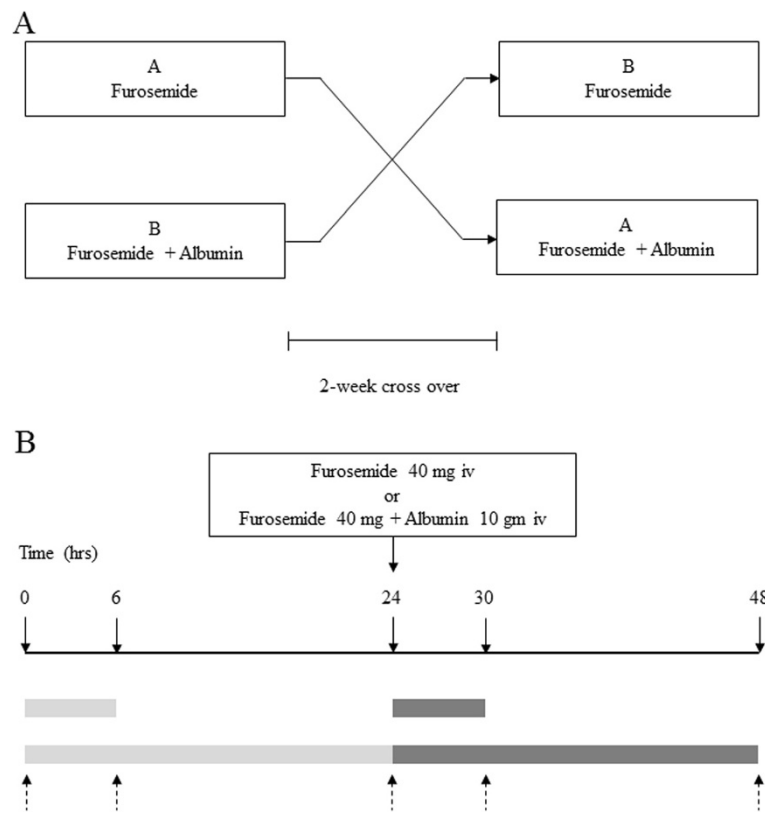 A
A
Furosemide
B
Furosemide
B
Furosemide + Albumin
A
Furosemide + Albumin
2-week cross over
B
Furosemide 40 mg iv
or
Furosemide 40 mg + Albumin 10 gm iv
Time (hrs)
0 6 24 30 48